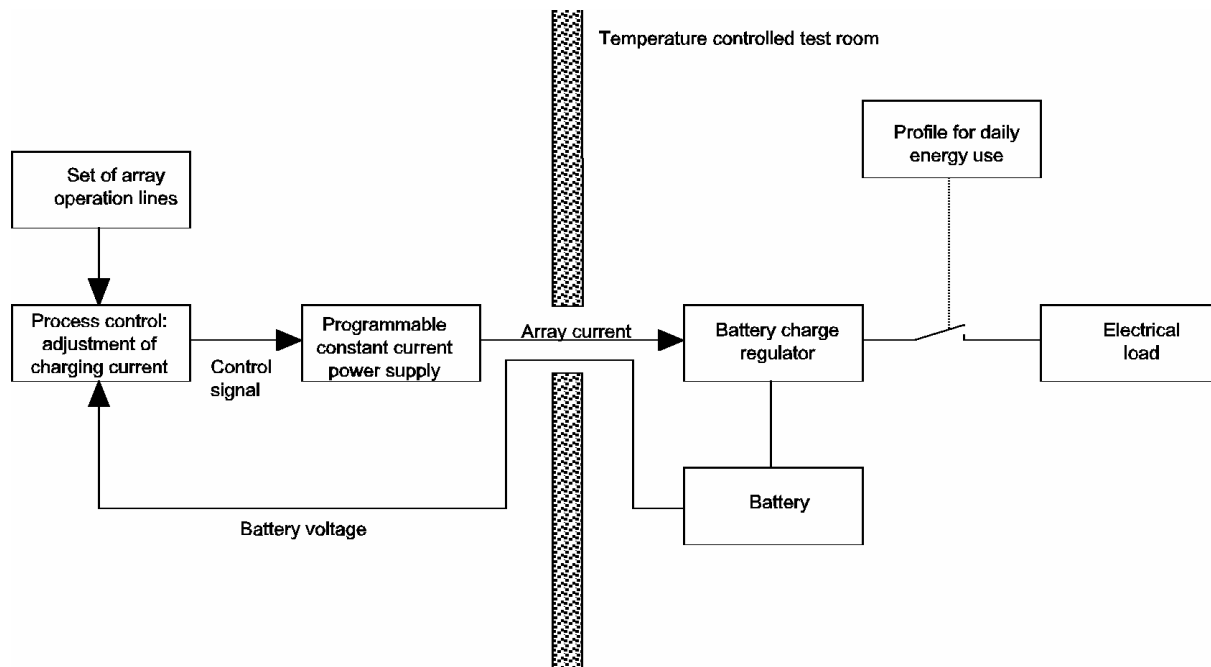 Temperature controlled test room
Profile for daily
energy use
Set of array
operation lines
Process control:
adjustment of
charging current
Control
signal
Programmable
constant current
power supply
Array current
Battery charge
regulator
Electrical
load
Battery
Battery voltage